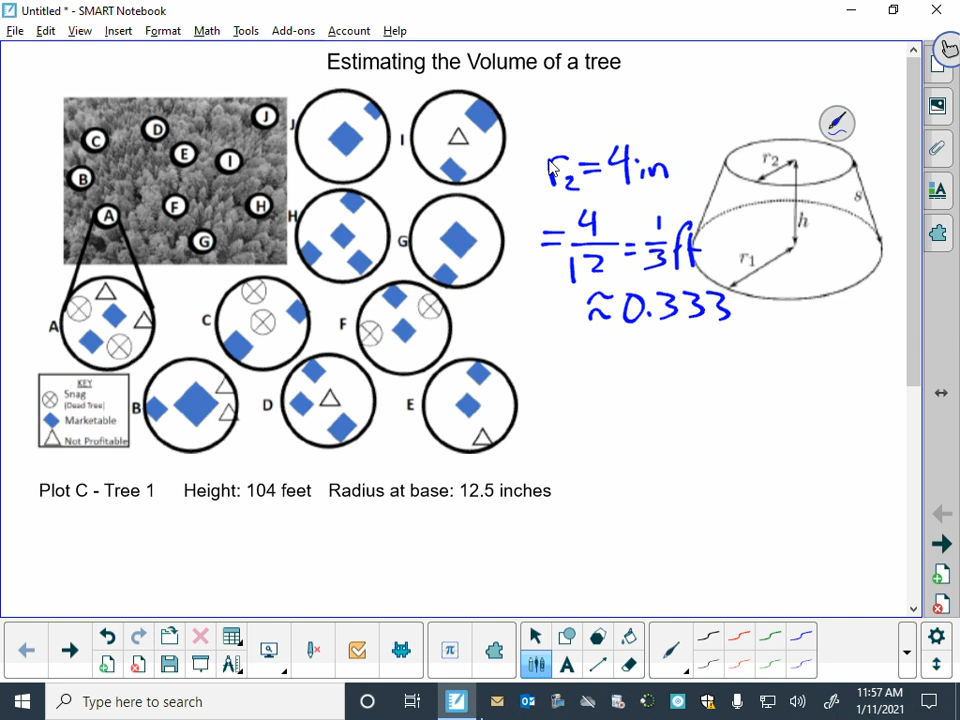 Untitled * - SMART Notebook
File Edit View Insert Format Math Tools Add-ons Account Help
Estimating the Volume of a tree
J
D
C
E
I
B
A
F
H
G
J
I
H
G
A
C
F
KEY
Snag
(Dead Tree)
Marketable
Not Profitable
B
D
E
r₂ = 4in
= 4/12 = 1/3 ft
≈ 0.333
r₂
s
h
r₁
Plot C - Tree 1 Height: 104 feet Radius at base: 12.5 inches
π
A
Type here to search
11:57 AM
1/11/2021